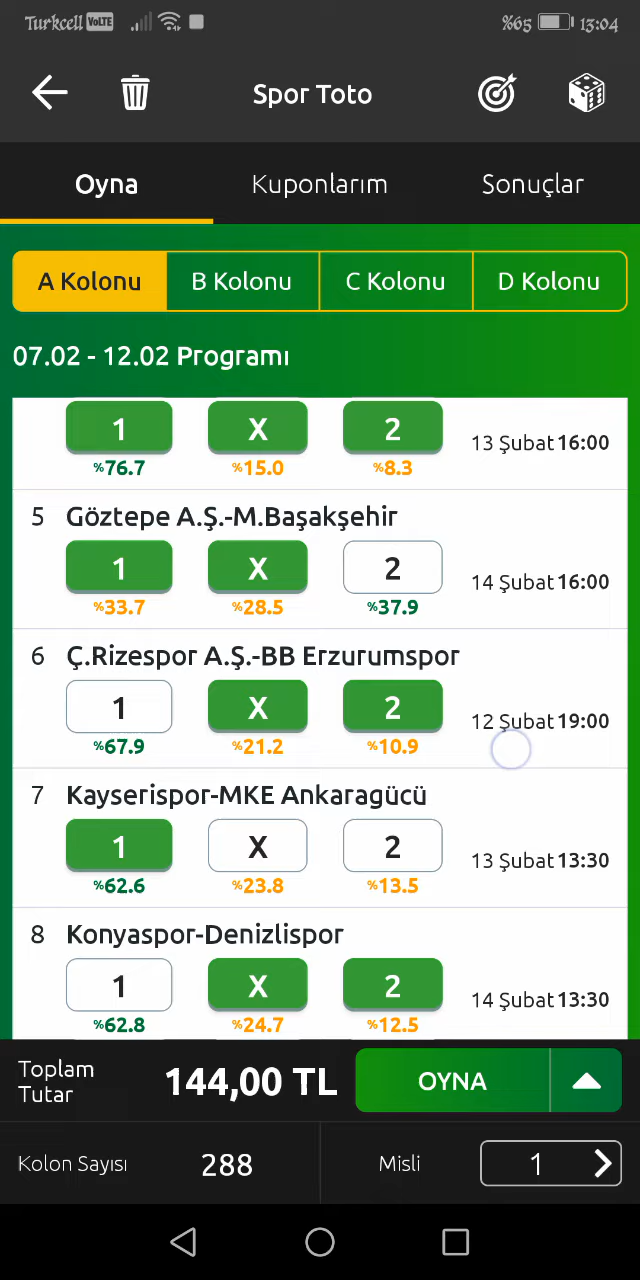 Turkcell VoLTE %65 13:04
Spor Toto
Oyna Kuponlarım Sonuçlar
A Kolonu B Kolonu C Kolonu D Kolonu
07.02 - 12.02 Programı
1 X 2 13 Şubat 16:00
%76.7 %15.0 %8.3
5 Göztepe A.Ş.-M.Başakşehir
1 X 2 14 Şubat 16:00
%33.7 %28.5 %37.9
6 Ç.Rizespor A.Ş.-BB Erzurumspor
1 X 2 12 Şubat 19:00
%67.9 %21.2 %10.9
7 Kayserispor-MKE Ankaragücü
1 X 2 13 Şubat 13:30
%62.6 %23.8 %13.5
8 Konyaspor-Denizlispor
1 X 2 14 Şubat 13:30
%62.8 %24.7 %12.5
Toplam
Tutar 144,00 TL OYNA
Kolon Sayısı 288 Misli 1